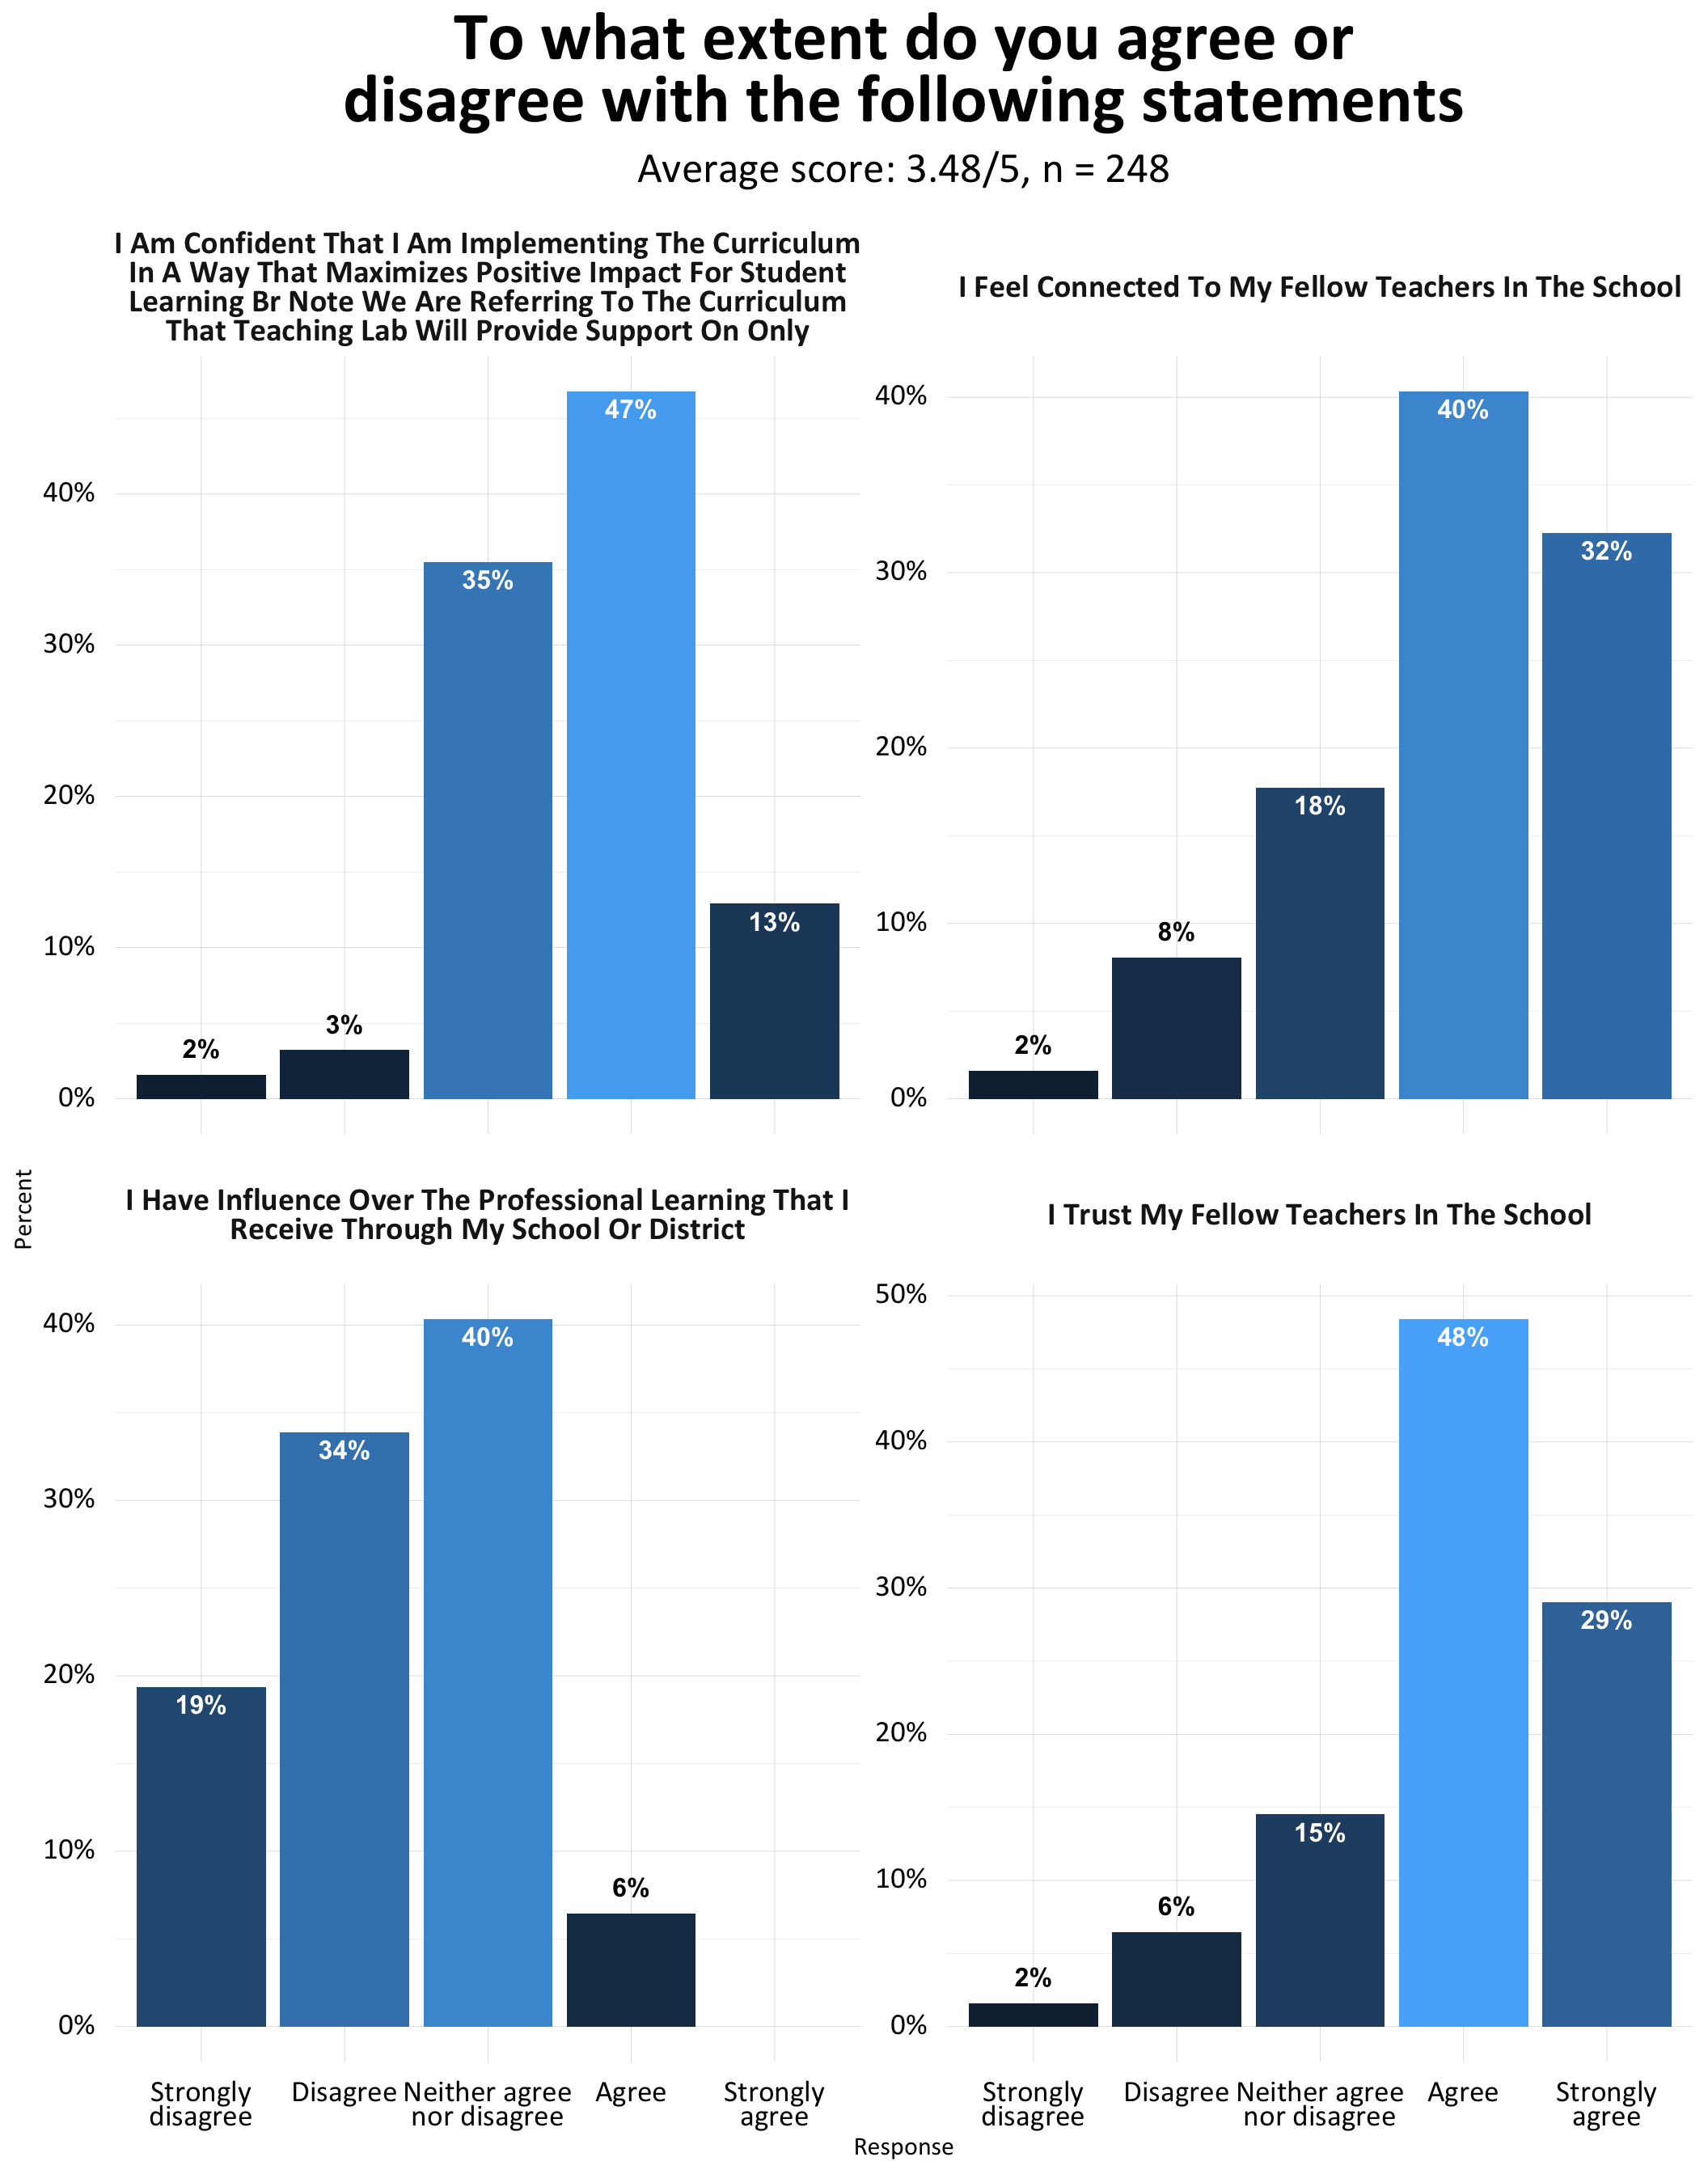 To what extent do you agree or
disagree with the following statements
Average score: 3.48/5, n = 248
I Am Confident That I Am Implementing The Curriculum
In A Way That Maximizes Positive Impact For Student
Learning Br Note We Are Referring To The Curriculum
That Teaching Lab Will Provide Support On Only
47%
40%
35%
30%
20%
13%
10%
3%
2%
0%
I Feel Connected To My Fellow Teachers In The School
40%
40%
32%
30%
20%
18%
10%
8%
2%
0%
Percent
I Have Influence Over The Professional Learning That I
Receive Through My School Or District
40%
40%
34%
30%
20%
19%
10%
6%
0%
Strongly
disagree
Disagree
Neither agree
nor disagree
Agree
Strongly
agree
I Trust My Fellow Teachers In The School
50%
48%
40%
30%
29%
20%
15%
10%
6%
2%
0%
Strongly
disagree
Disagree
Neither agree
nor disagree
Agree
Strongly
agree
Response